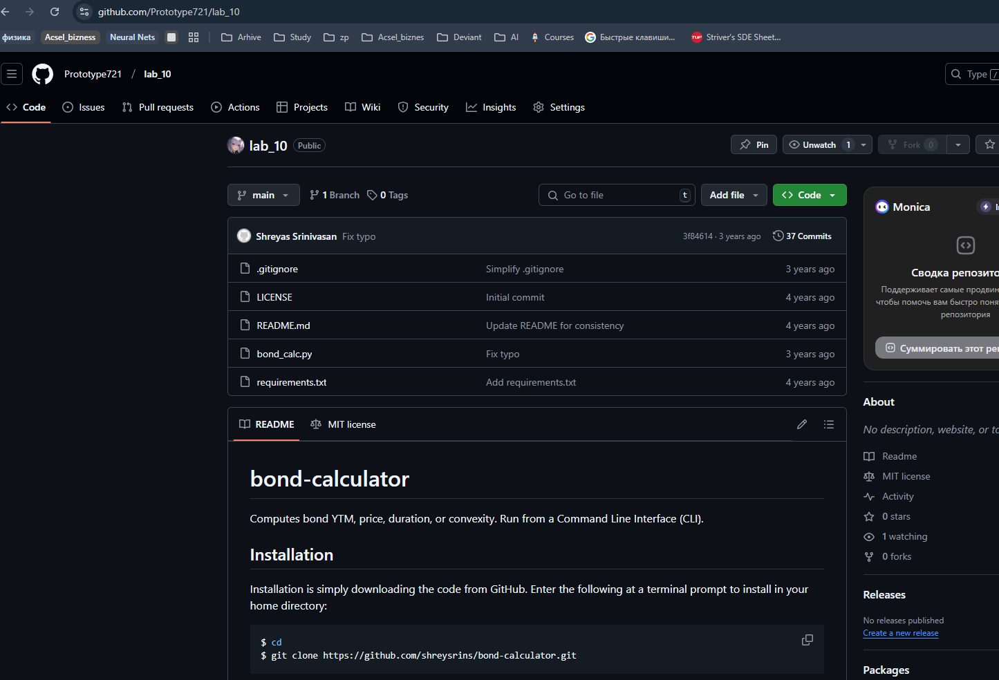 github.com/Prototype721/lab_10
физика Acsel_bizness Neural Nets Arhive Study zp Acsel_biznes Deviant AI Courses Быстрые клавиши... Striver's SDE Sheet...
Prototype721 / lab_10 Type /
Code Issues Pull requests Actions Projects Wiki Security Insights Settings
lab_10 Public Pin Unwatch 1 Fork 0
main 1 Branch 0 Tags Go to file t Add file Code
Shreyas Srinivasan Fix typo 3f84614 · 3 years ago 37 Commits
.gitignore Simplify .gitignore 3 years ago
LICENSE Initial commit 4 years ago
README.md Update README for consistency 4 years ago
bond_calc.py Fix typo 3 years ago
requirements.txt Add requirements.txt 4 years ago
README MIT license
bond-calculator
Computes bond YTM, price, duration, or convexity. Run from a Command Line Interface (CLI).
Installation
Installation is simply downloading the code from GitHub. Enter the following at a terminal prompt to install in your
home directory:
$ cd
$ git clone https://github.com/shreysrins/bond-calculator.git
Monica
Сводка репозито
Поддерживает самые продвин
чтобы помочь вам быстро поня
репозитория
Суммировать этот реп
About
No description, website, or to
Readme
MIT license
Activity
0 stars
1 watching
0 forks
Releases
No releases published
Create a new release
Packages